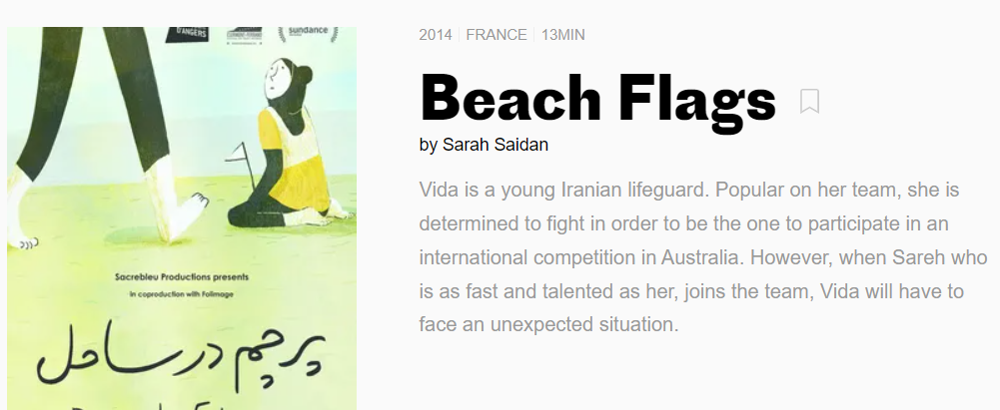 D'ANGERS
sundance
Sacrebleu Productions presents
in coproduction with Folimage
پرچم در ساحل
2014 | FRANCE | 13MIN
Beach Flags
by Sarah Saidan
Vida is a young Iranian lifeguard. Popular on her team, she is
determined to fight in order to be the one to participate in an
international competition in Australia. However, when Sareh who
is as fast and talented as her, joins the team, Vida will have to
face an unexpected situation.